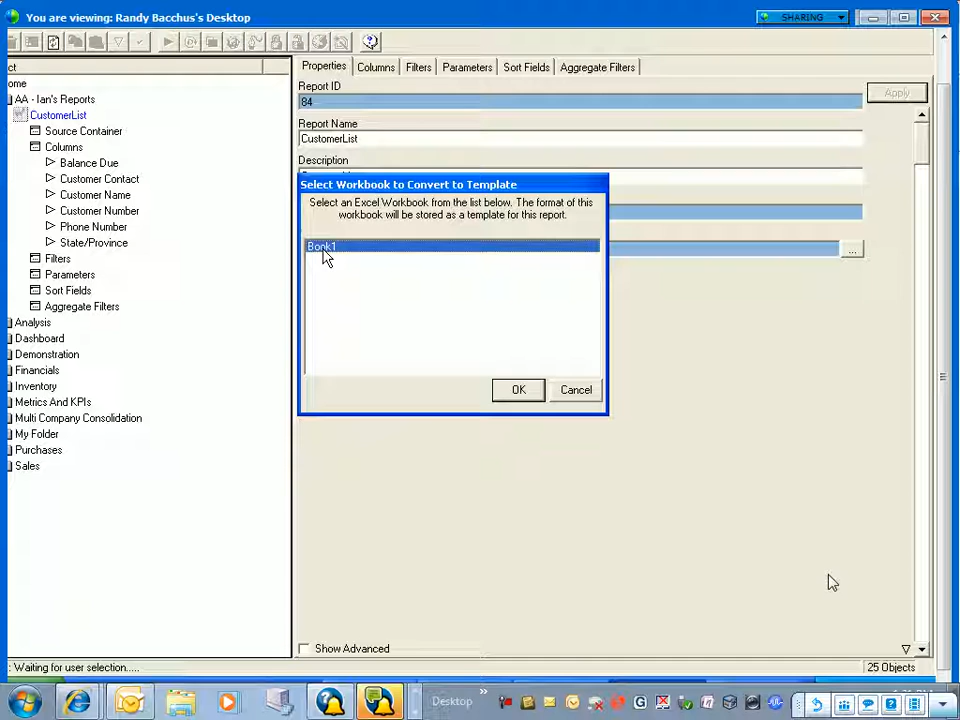 You are viewing: Randy Bacchus's Desktop
SHARING
ct
ome
AA - Ian's Reports
CustomerList
Source Container
Columns
Balance Due
Customer Contact
Customer Name
Customer Number
Phone Number
State/Province
Filters
Parameters
Sort Fields
Aggregate Filters
Analysis
Dashboard
Demonstration
Financials
Inventory
Metrics And KPIs
Multi Company Consolidation
My Folder
Purchases
Sales
Properties Columns Filters Parameters Sort Fields Aggregate Filters
Report ID
84
Apply
Report Name
CustomerList
Description
...
Select Workbook to Convert to Template
Select an Excel Workbook from the list below. The format of this
workbook will be stored as a template for this report.
Book1
OK Cancel
Show Advanced
: Waiting for user selection.....
25 Objects
Desktop